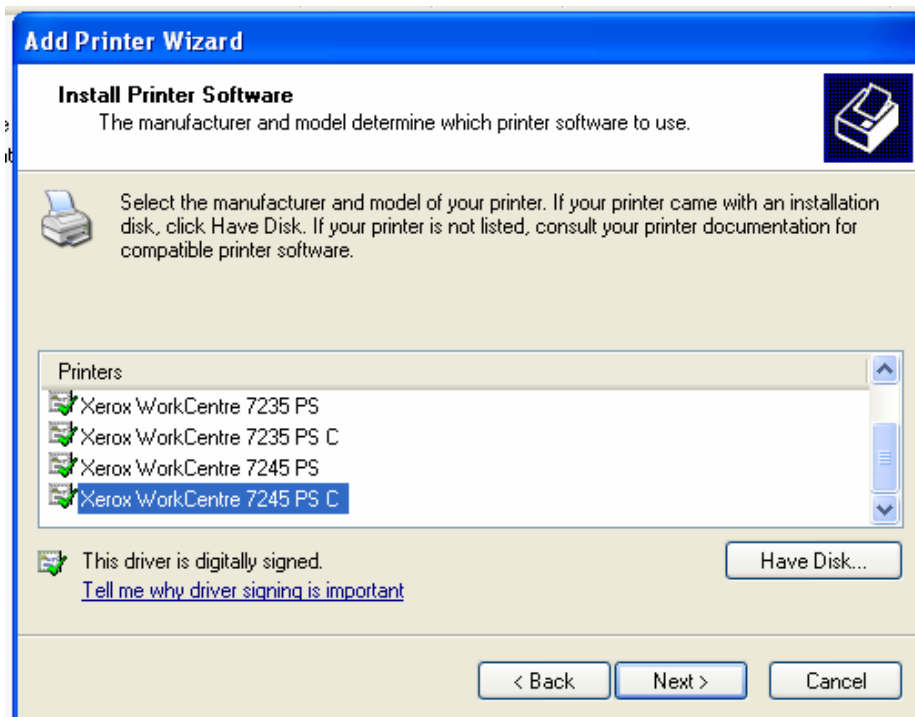 Add Printer Wizard
Install Printer Software
The manufacturer and model determine which printer software to use.
Select the manufacturer and model of your printer. If your printer came with an installation
disk, click Have Disk. If your printer is not listed, consult your printer documentation for
compatible printer software.
Printers
Xerox WorkCentre 7235 PS
Xerox WorkCentre 7235 PS C
Xerox WorkCentre 7245 PS
Xerox WorkCentre 7245 PS C
This driver is digitally signed.
Have Disk...
Tell me why driver signing is important
< Back
Next >
Cancel